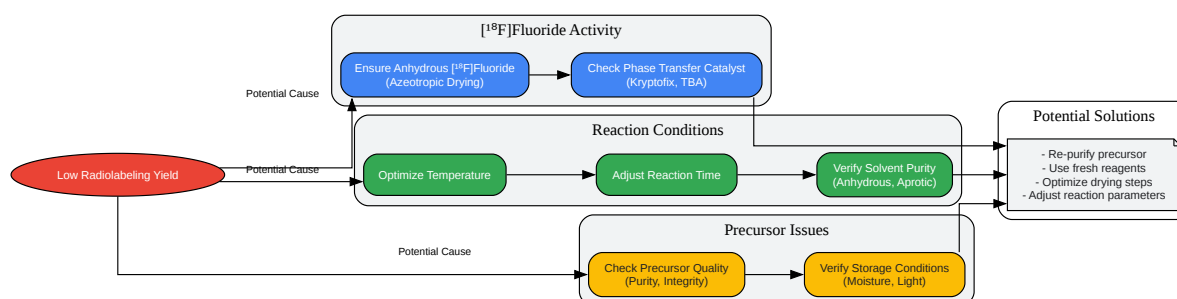 [¹⁸F]Fluoride Activity
Ensure Anhydrous [¹⁸F]Fluoride
(Azeotropic Drying)
Check Phase Transfer Catalyst
(Kryptofix, TBA)
Potential Cause
Reaction Conditions
Potential Solutions
Low Radiolabeling Yield
Potential Cause
Optimize Temperature
Adjust Reaction Time
Verify Solvent Purity
(Anhydrous, Aprotic)
- Re-purify precursor
- Use fresh reagents
- Optimize drying steps
- Adjust reaction parameters
Precursor Issues
Potential Cause
Check Precursor Quality
(Purity, Integrity)
Verify Storage Conditions
(Moisture, Light)